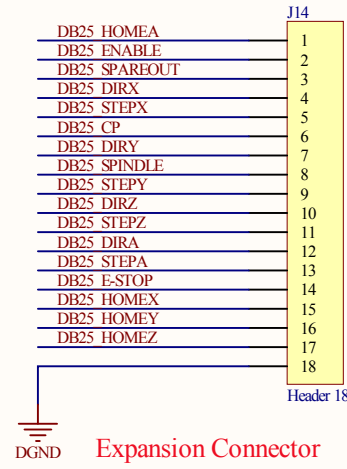 J14
DB25 HOMEA 1
DB25 ENABLE 2
DB25 SPAREOUT 3
DB25 DIRX 4
DB25 STEPX 5
DB25 CP 6
DB25 DIRY 7
DB25 SPINDLE 8
DB25 STEPY 9
DB25 DIRZ 10
DB25 STEPZ 11
DB25 DIRA 12
DB25 STEPA 13
DB25 E-STOP 14
DB25 HOMEX 15
DB25 HOMEY 16
DB25 HOMEZ 17
18
Header 18
DGND Expansion Connector